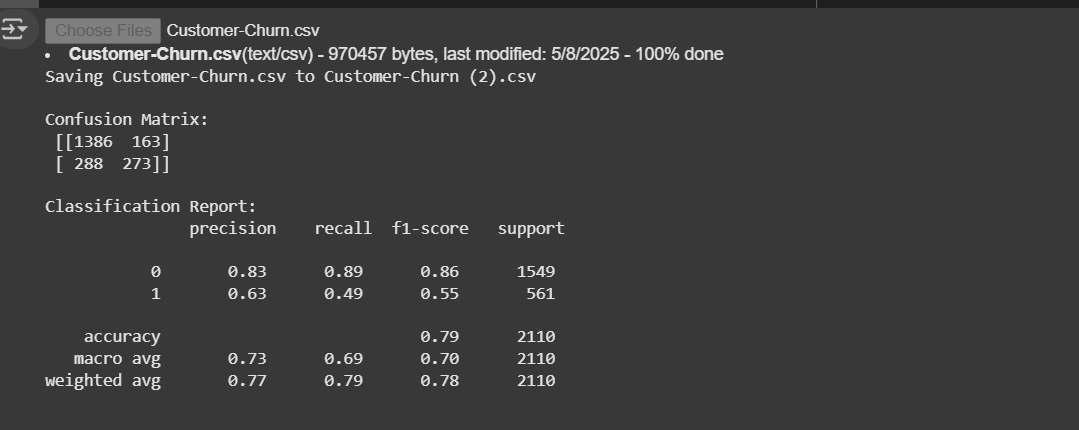 Choose Files Customer-Churn.csv
• Customer-Churn.csv(text/csv) - 970457 bytes, last modified: 5/8/2025 - 100% done
Saving Customer-Churn.csv to Customer-Churn (2).csv
Confusion Matrix:
[[1386 163]
[ 288 273]]
Classification Report:
precision recall f1-score support
0 0.83 0.89 0.86 1549
1 0.63 0.49 0.55 561
accuracy 0.79 2110
macro avg 0.73 0.69 0.70 2110
weighted avg 0.77 0.79 0.78 2110